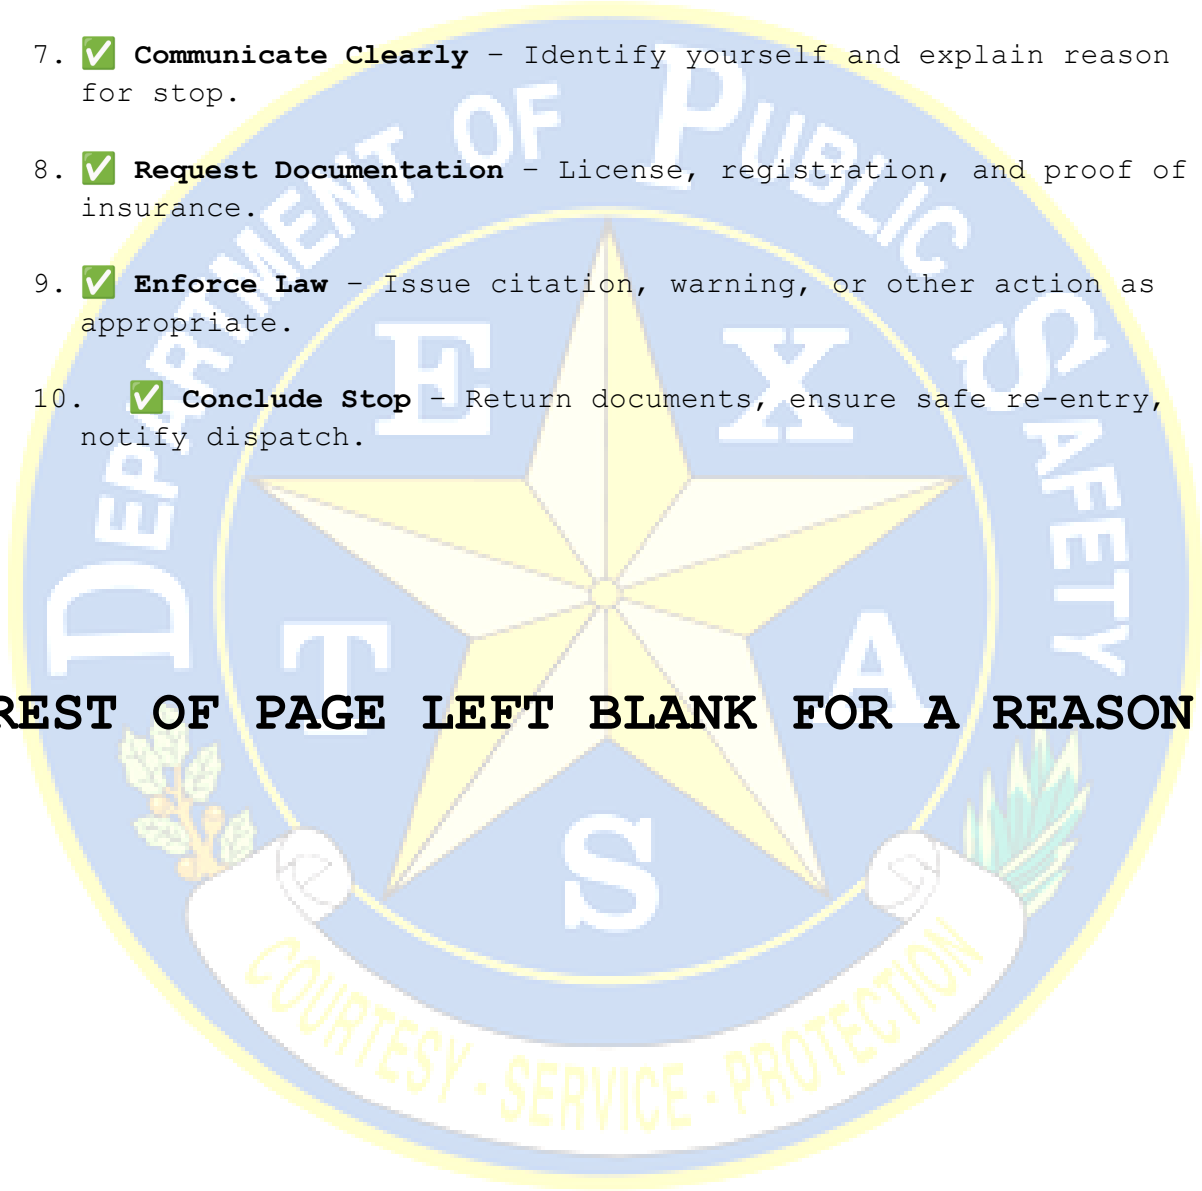 7. ✅ Communicate Clearly – Identify yourself and explain reason
for stop.
8. ✅ Request Documentation – License, registration, and proof of
insurance.
9. ✅ Enforce Law – Issue citation, warning, or other action as
appropriate.
10. ✅ Conclude Stop – Return documents, ensure safe re-entry,
notify dispatch.
REST OF PAGE LEFT BLANK FOR A REASON
DEPARTMENT OF PUBLIC SAFETY
TEXAS
COURTESY - SERVICE - PROTECTION